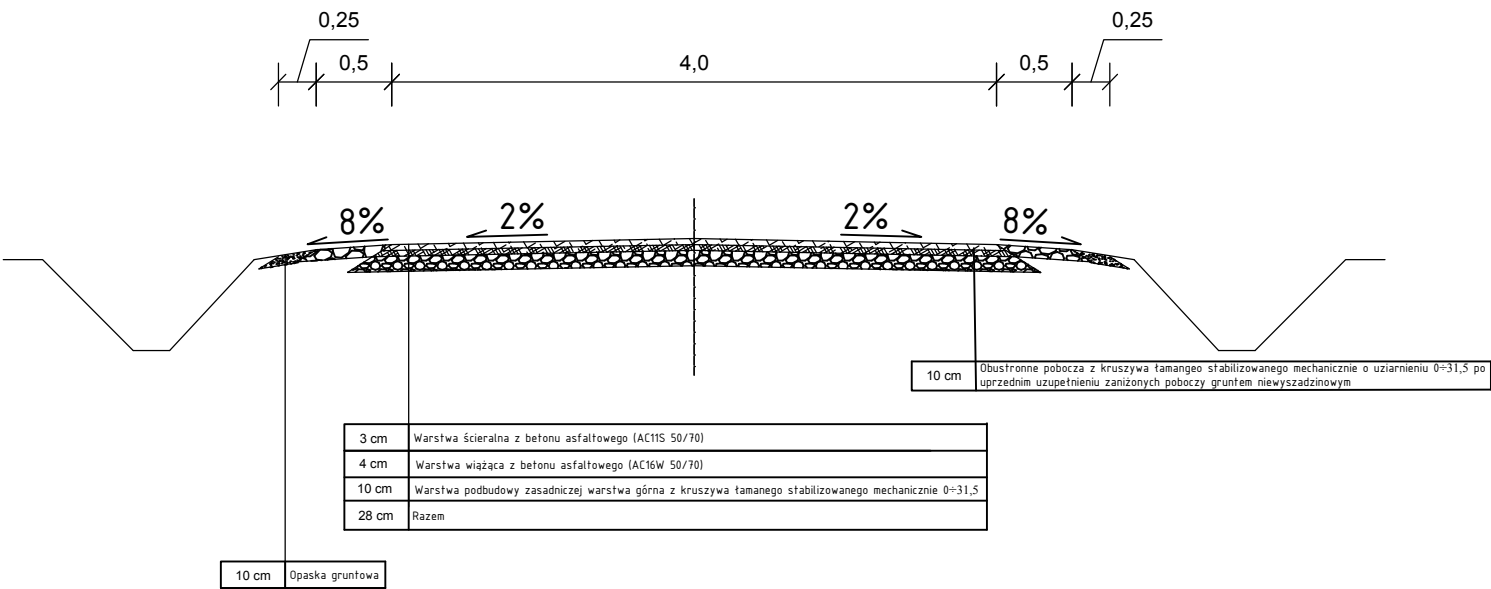 0,25
0,25
0,5
4,0
0,5
8%
2%
2%
8%
10 cm
Obustronne pobocza z kruszywa łamangeo stabilizowanego mechanicznie o uziarnieniu 0÷31,5 po
uprzednim uzupełnieniu zaniżonych poboczy gruntem niewyszadzinowym
3 cm Warstwa ścieralna z betonu asfaltowego (AC11S 50/70)
4 cm Warstwa wiążąca z betonu asfaltowego (AC16W 50/70)
10 cm Warstwa podbudowy zasadniczej warstwa górna z kruszywa łamanego stabilizowanego mechanicznie 0÷31,5
28 cm Razem
10 cm Opaska gruntowa